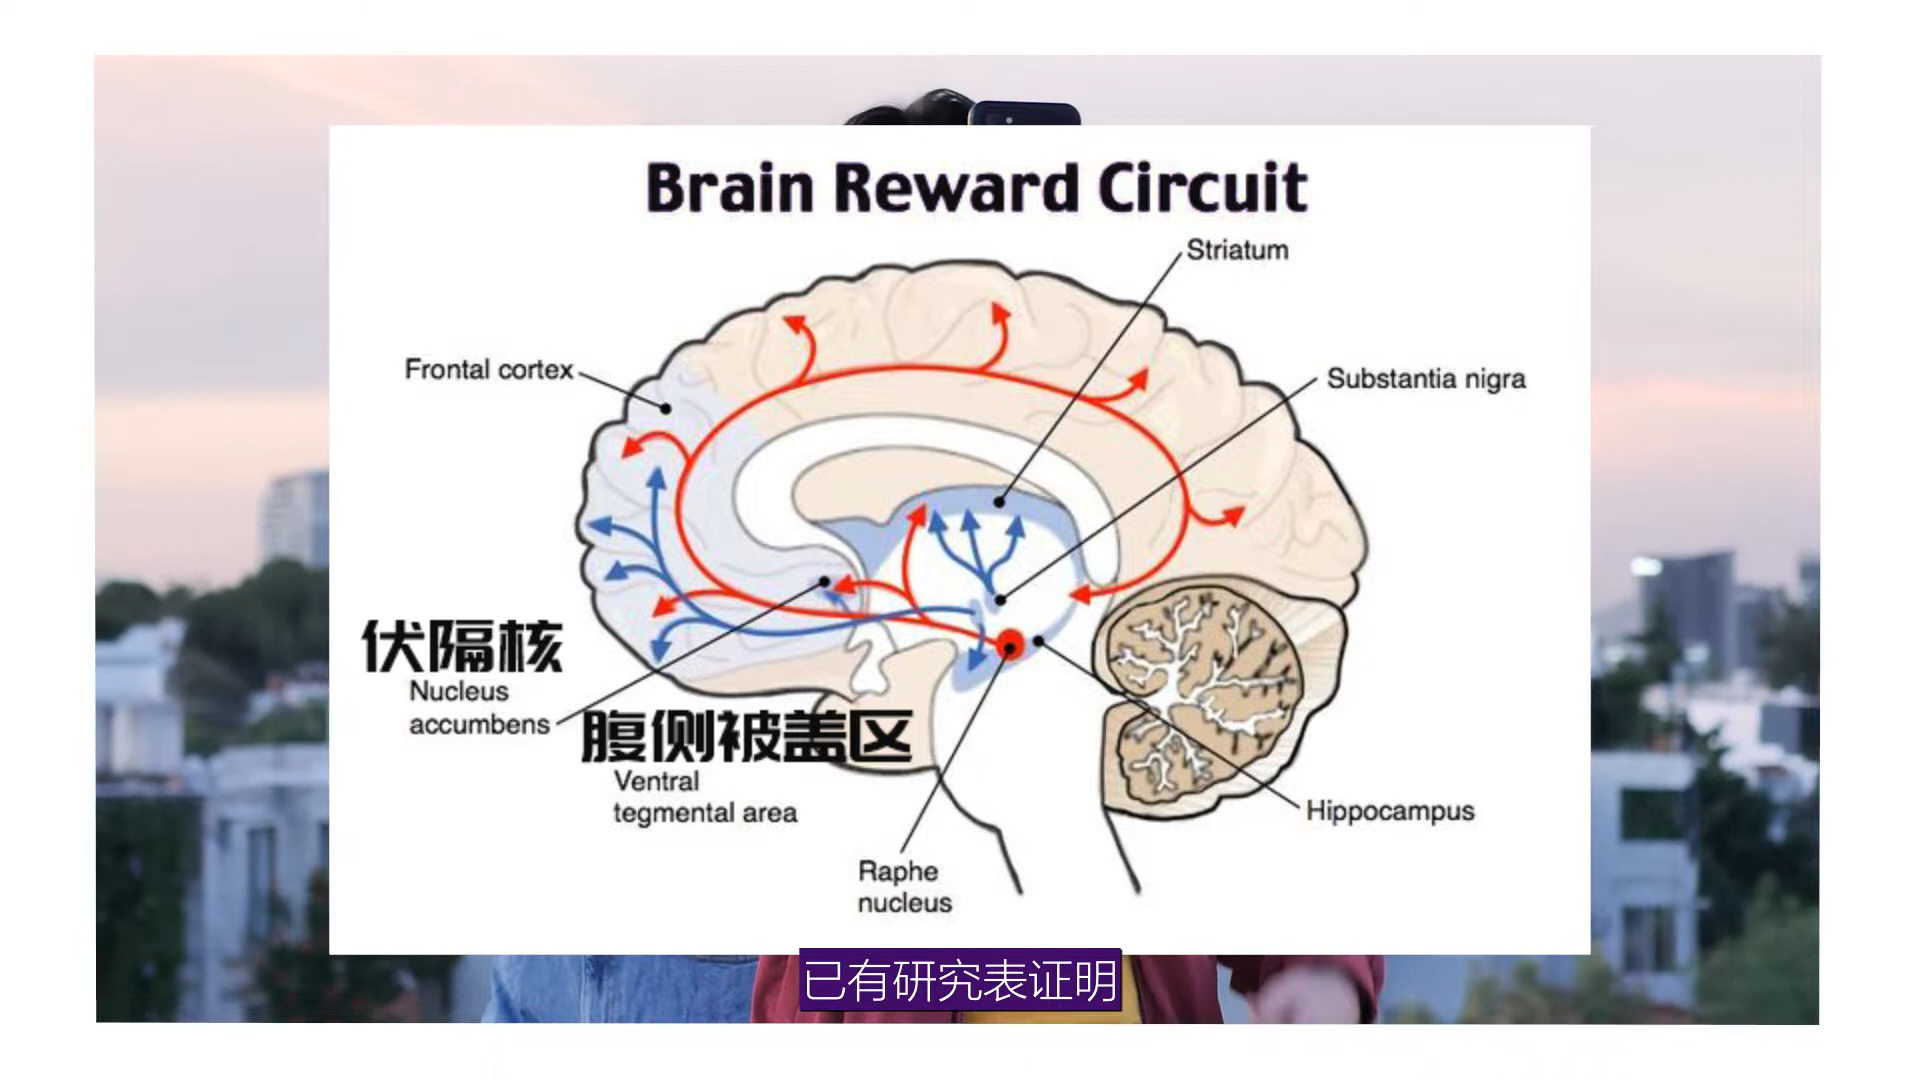 Brain Reward Circuit
Striatum
Frontal cortex
Substantia nigra
伏隔核
Nucleus
accumbens
腹侧被盖区
Ventral
tegmental area
Hippocampus
Raphe
nucleus
已有研究表证明